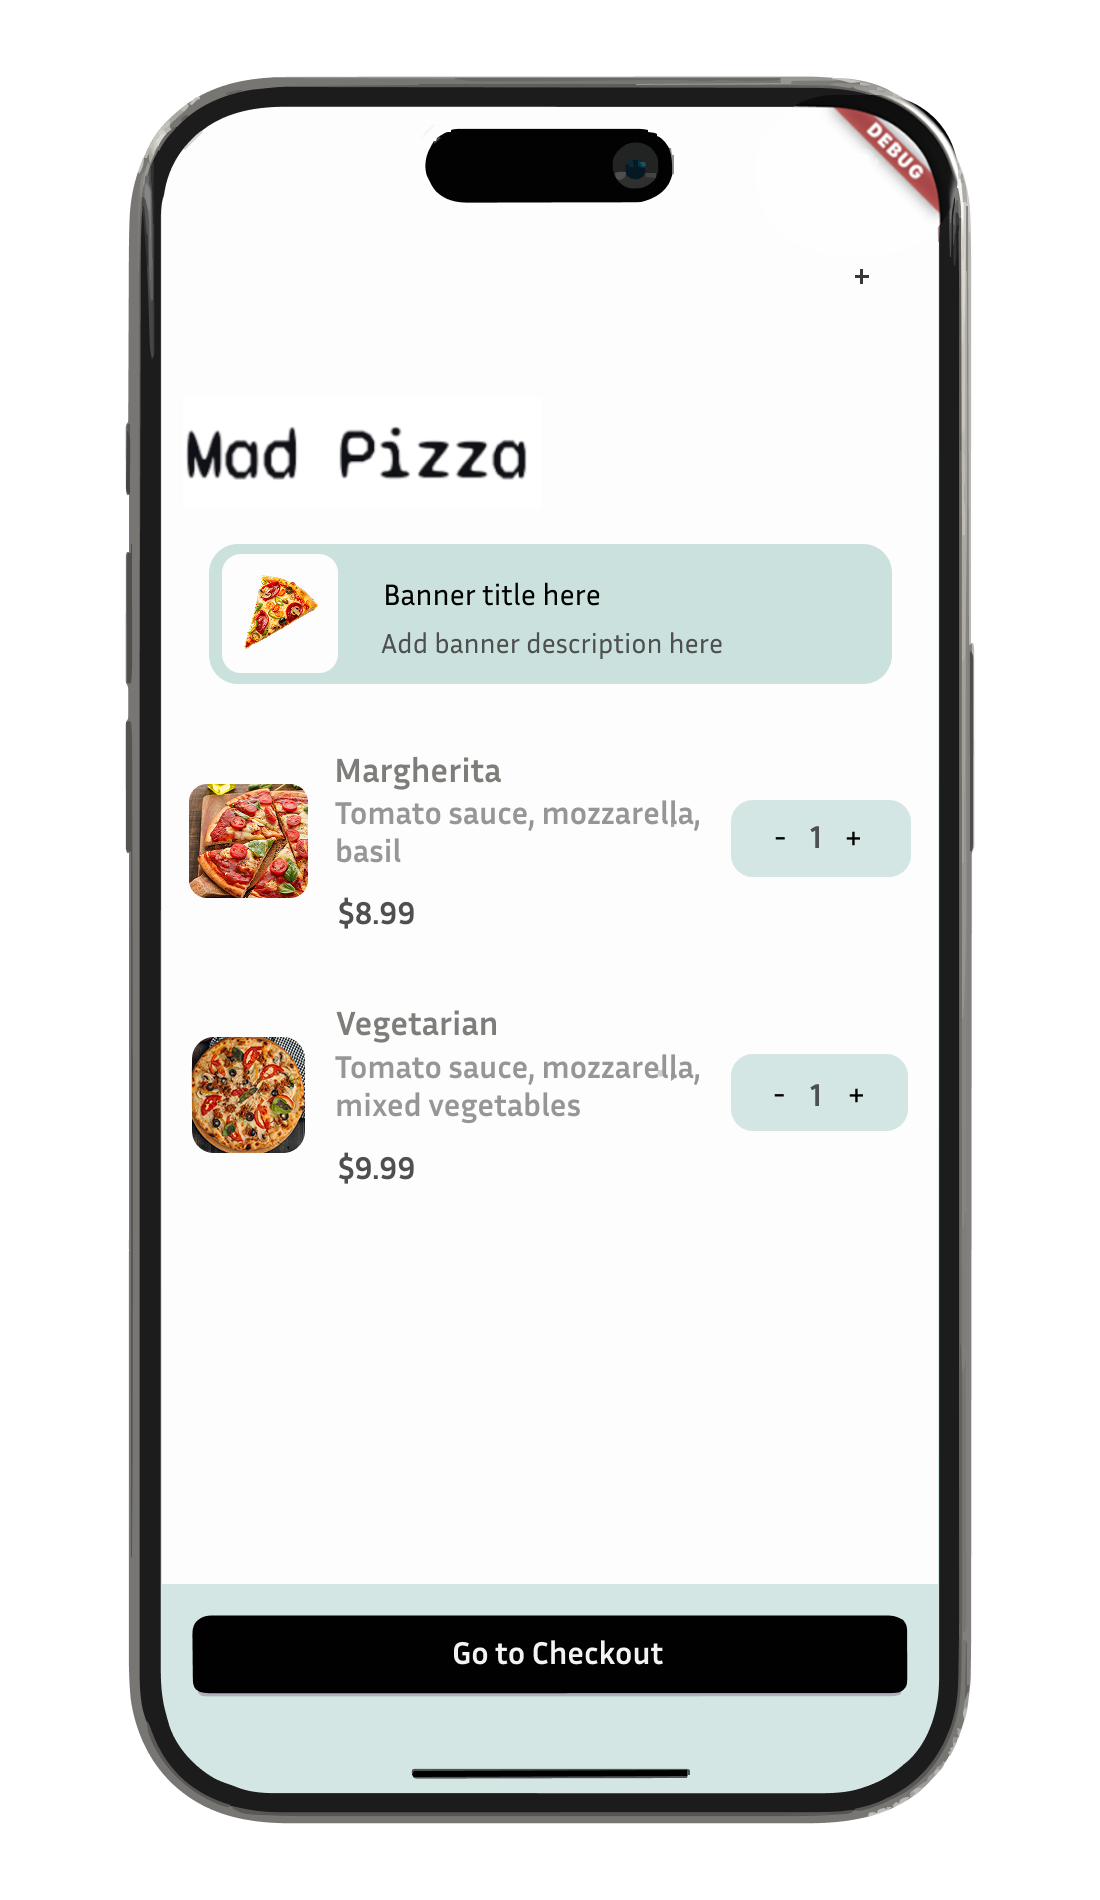 DEBUG
+
Mad Pizza
Banner title here
Add banner description here
Margherita
Tomato sauce, mozzarella,
basil
- 1 +
$8.99
Vegetarian
Tomato sauce, mozzarella,
mixed vegetables
- 1 +
$9.99
Go to Checkout